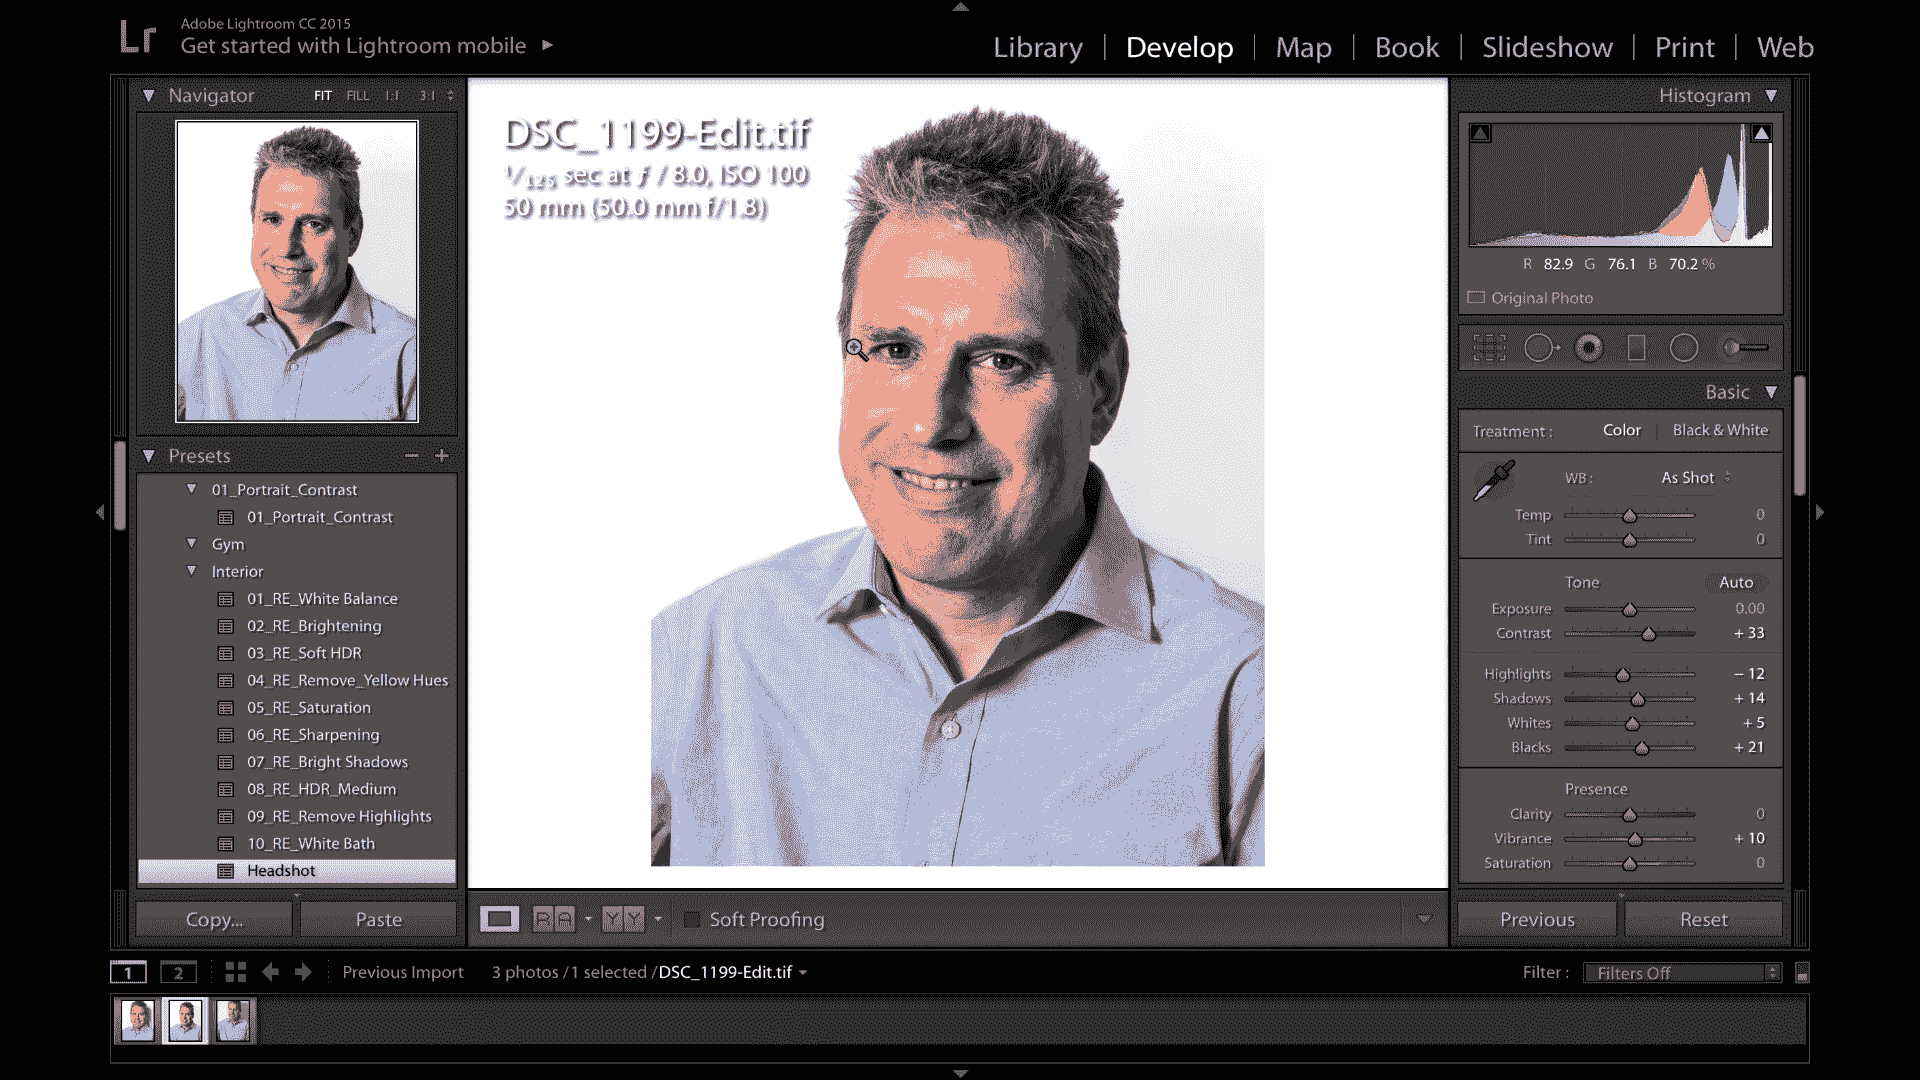 Lr
Adobe Lightroom CC 2015
Get started with Lightroom mobile
Library | Develop | Map | Book | Slideshow | Print | Web
Navigator FIT FILL 1:1 3:1
Presets
01_Portrait_Contrast
01_Portrait_Contrast
Gym
Interior
01_RE_White Balance
02_RE_Brightening
03_RE_Soft HDR
04_RE_Remove_Yellow Hues
05_RE_Saturation
06_RE_Sharpening
07_RE_Bright Shadows
08_RE_HDR_Medium
09_RE_Remove Highlights
10_RE_White Bath
Headshot
Copy... Paste
DSC_1199-Edit.tif
1/125 sec at ƒ / 8.0, ISO 100
50 mm (50.0 mm f/1.8)
R A Y Y Soft Proofing
Histogram
R 82.9 G 76.1 B 70.2 %
Original Photo
Basic
Treatment : Color | Black & White
WB : As Shot
Temp 0
Tint 0
Tone Auto
Exposure 0.00
Contrast + 33
Highlights − 12
Shadows + 14
Whites + 5
Blacks + 21
Presence
Clarity 0
Vibrance + 10
Saturation 0
Previous Reset
1 2 Previous Import 3 photos / 1 selected / DSC_1199-Edit.tif Filter : Filters Off